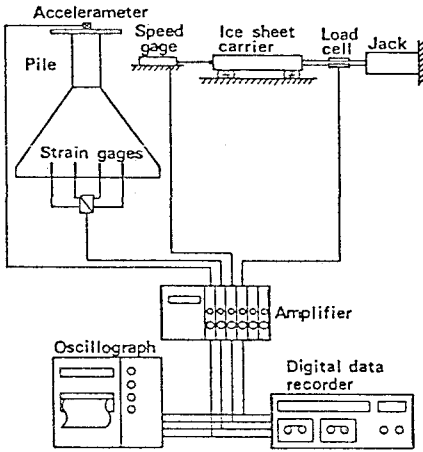 Accelerameter
Speed
gage
Ice sheet
carrier
Load
cell
Jack
Pile
Strain gages
Amplifier
Oscillograph
Digital data
recorder